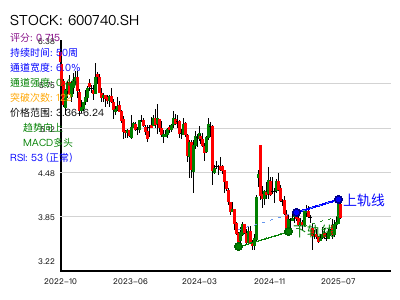 STOCK: 600740.SH
评分: 0.715
持续时间: 50周
通道宽度: 6.0%
通道强度:
突破次数:
价格范围: 3.36-6.24
趋势向上
MACD多头
RSI: 53 (正常)
4.48
3.85
3.22
上轨线
2022-10
2023-06
2024-03
2024-11
2025-07